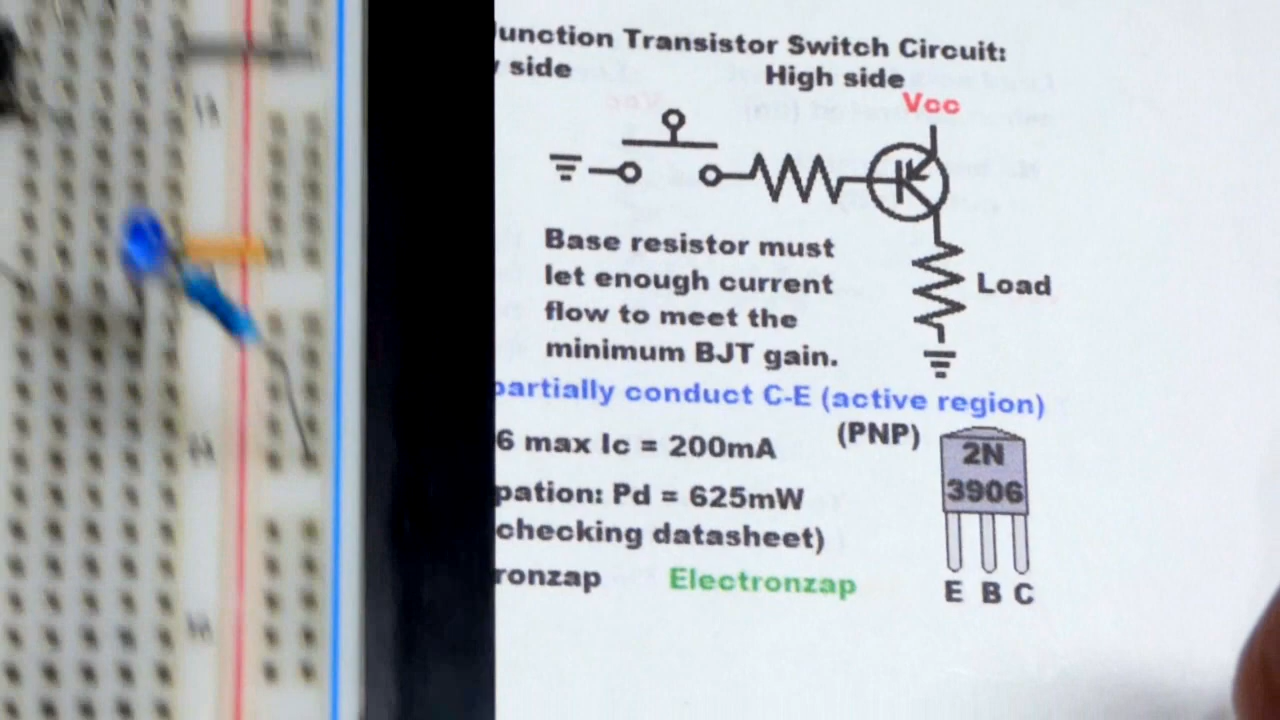 unction Transistor Switch Circuit:
side
High side
Vcc
Base resistor must
let enough current
flow to meet the
minimum BJT gain.
Load
partially conduct C-E (active region)
6 max Ic = 200mA
(PNP)
2N
3906
pation: Pd = 625mW
checking datasheet)
ronzap
Electronzap
E B C